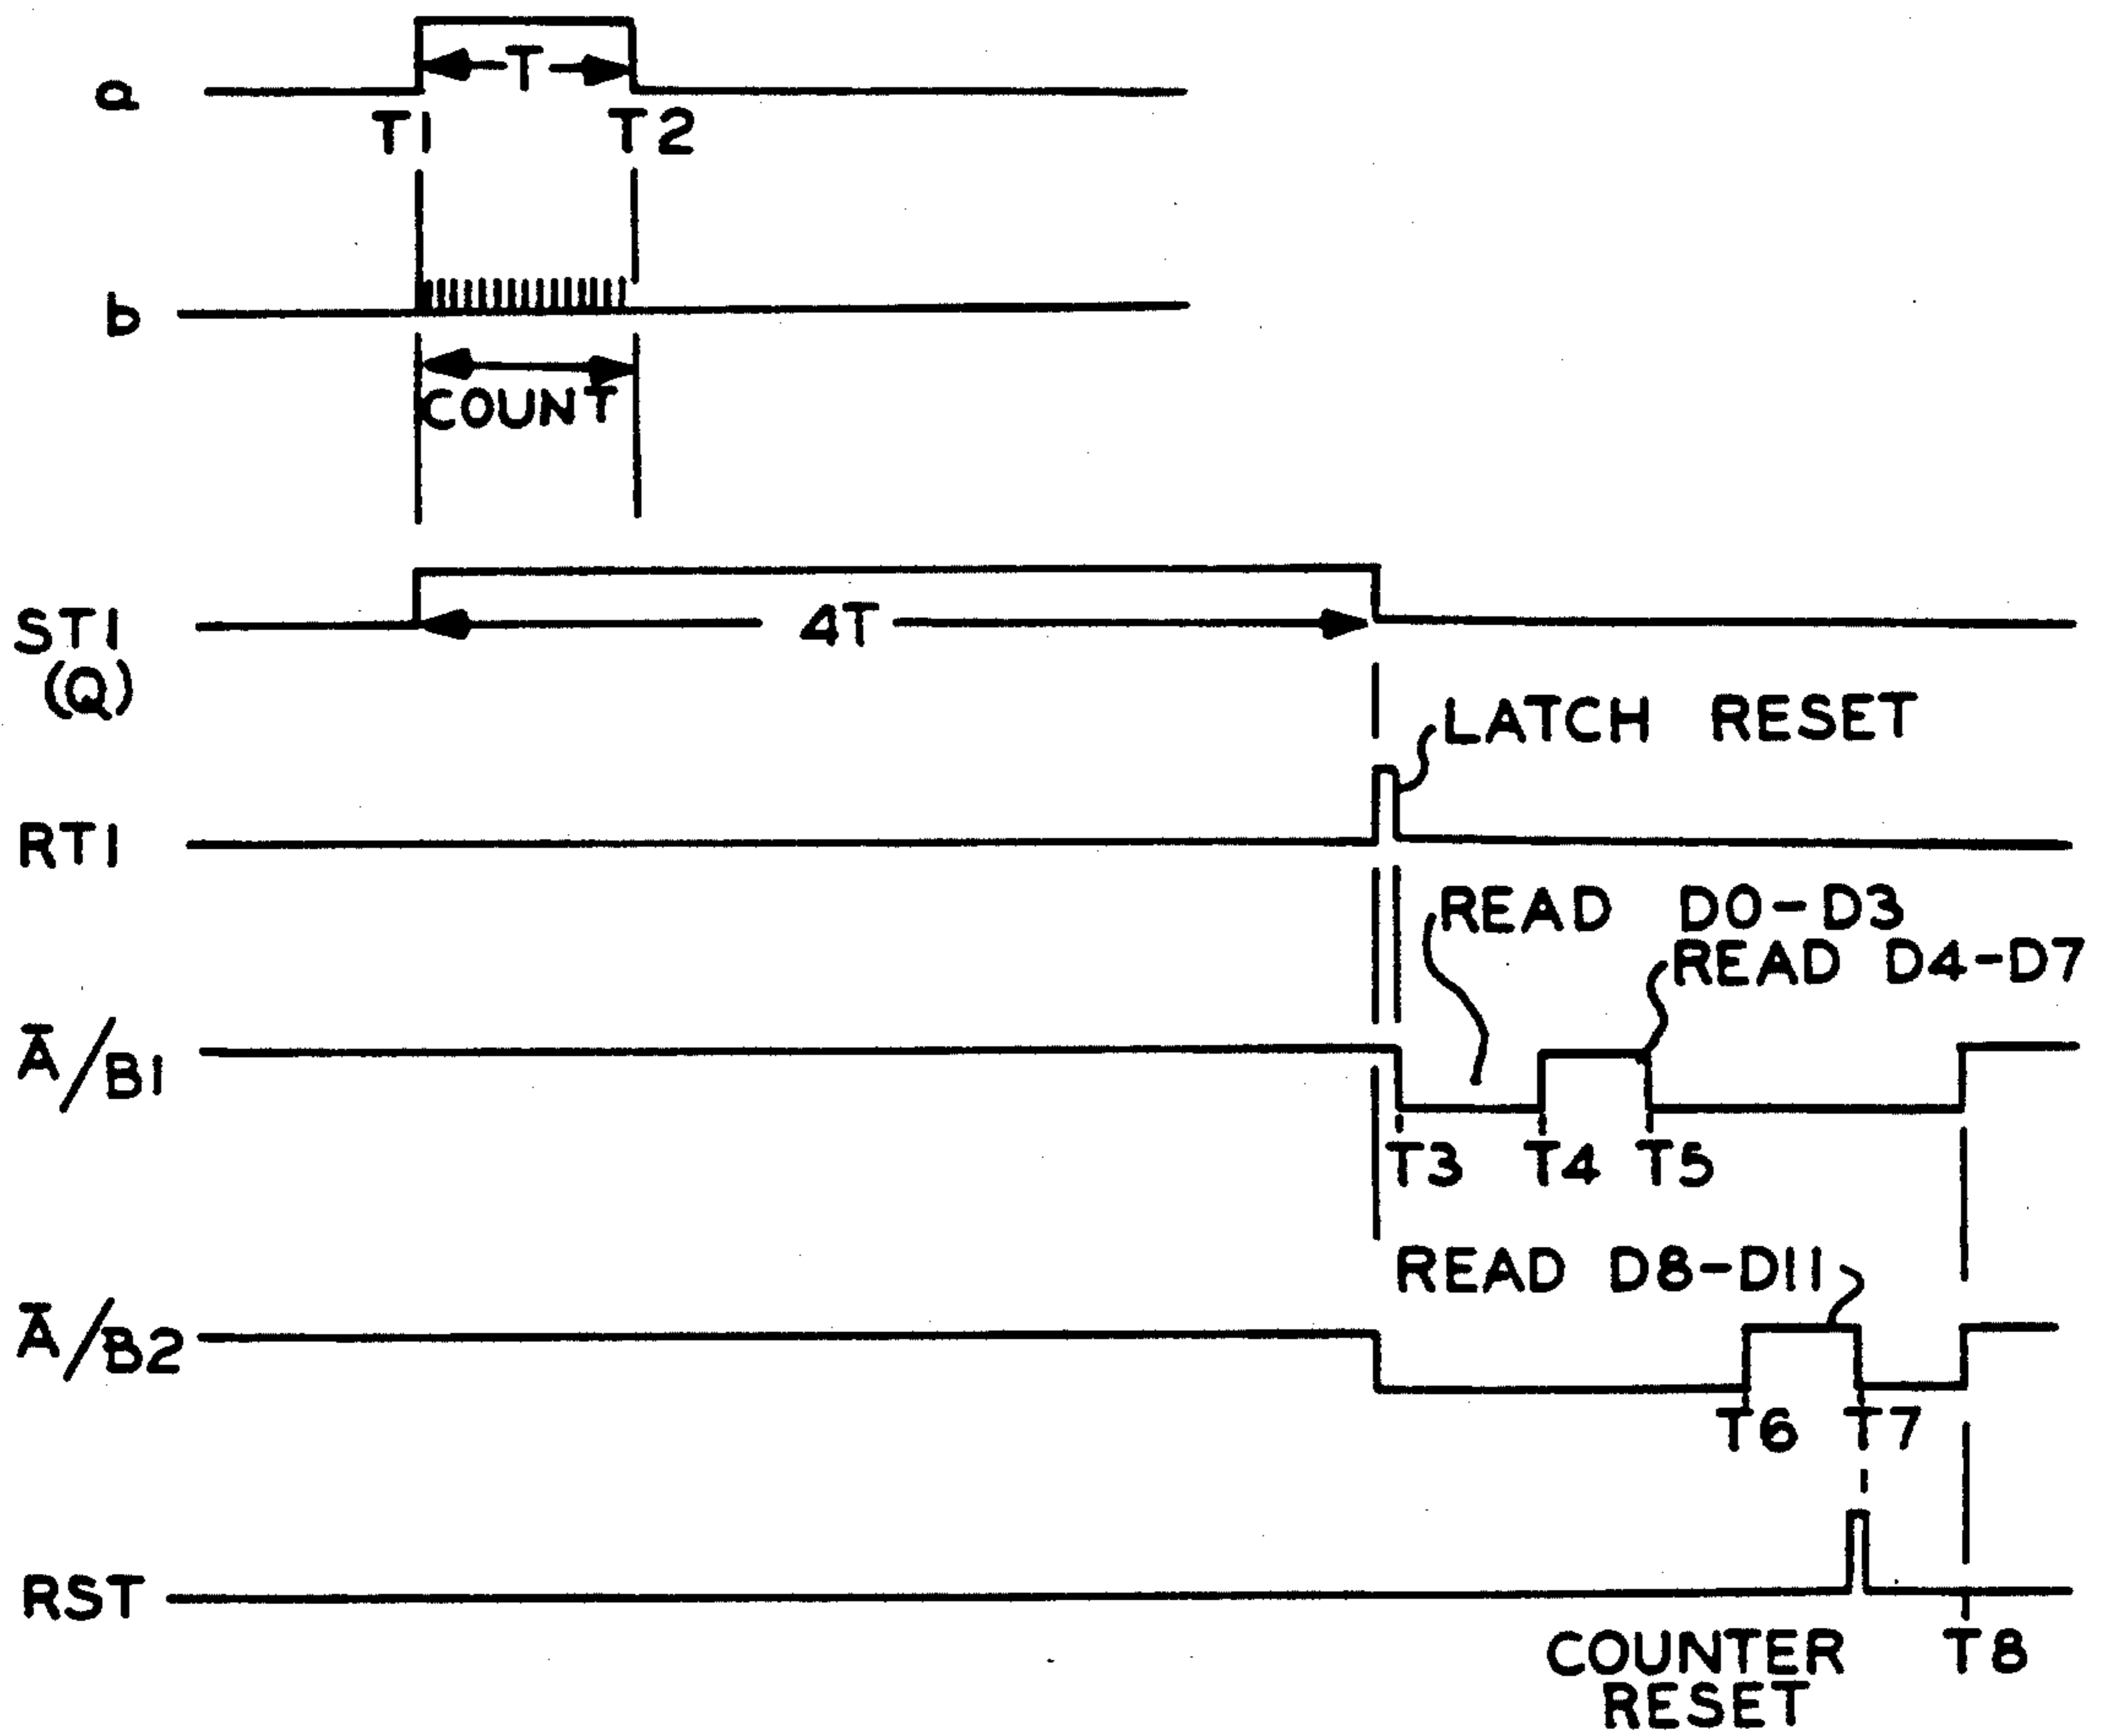 T
a
T1 T2
b
COUNT
ST1
(Q)
4T
LATCH RESET
RT1
READ D0-D3
READ D4-D7
Ā/B1
T3 T4 T5
READ D8-D11
Ā/B2
T6 T7
RST
COUNTER
RESET
T8